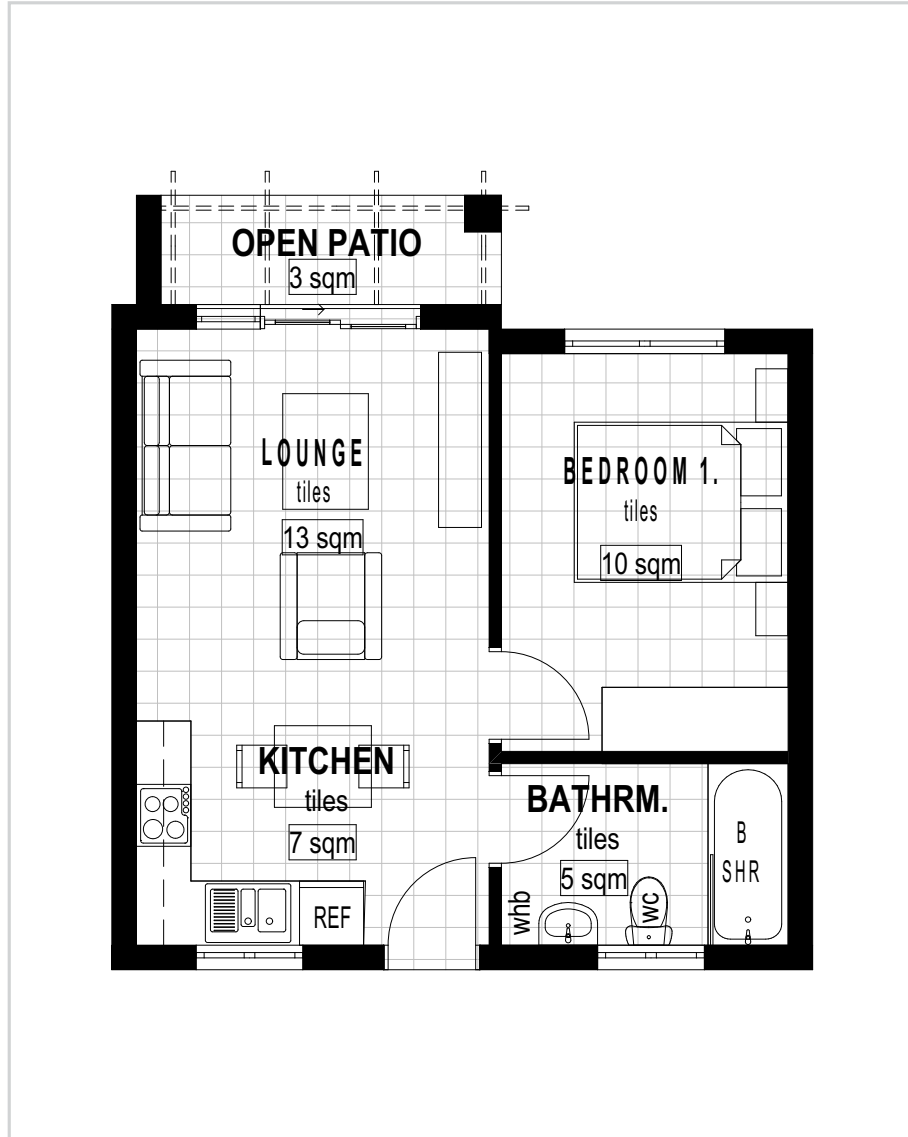 OPEN PATIO
3 sqm
LOUNGE
tiles
13 sqm
BEDROOM 1.
tiles
10 sqm
KITCHEN
tiles
7 sqm
REF
BATHRM.
tiles
5 sqm
whb
wc
B
SHR